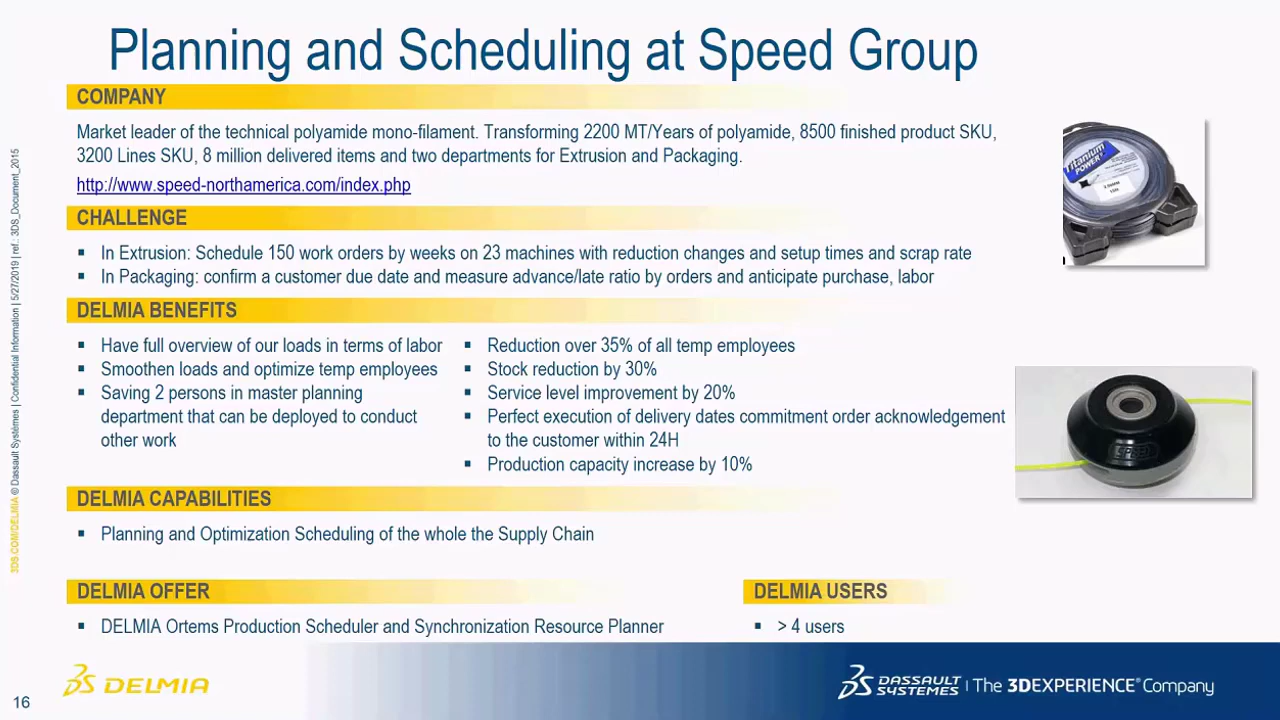 Planning and Scheduling at Speed Group
COMPANY
Market leader of the technical polyamide mono-filament. Transforming 2200 MT/Years of polyamide, 8500 finished product SKU,
3200 Lines SKU, 8 million delivered items and two departments for Extrusion and Packaging.
http://www.speed-northamerica.com/index.php
CHALLENGE
▪ In Extrusion: Schedule 150 work orders by weeks on 23 machines with reduction changes and setup times and scrap rate
▪ In Packaging: confirm a customer due date and measure advance/late ratio by orders and anticipate purchase, labor
DELMIA BENEFITS
▪ Have full overview of our loads in terms of labor
▪ Smoothen loads and optimize temp employees
▪ Saving 2 persons in master planning
department that can be deployed to conduct
other work
▪ Reduction over 35% of all temp employees
▪ Stock reduction by 30%
▪ Service level improvement by 20%
▪ Perfect execution of delivery dates commitment order acknowledgement
to the customer within 24H
▪ Production capacity increase by 10%
DELMIA CAPABILITIES
▪ Planning and Optimization Scheduling of the whole the Supply Chain
DELMIA OFFER
▪ DELMIA Ortems Production Scheduler and Synchronization Resource Planner
DELMIA USERS
▪ > 4 users
Titanium
POWER
SPEED
3DS.COM/DELMIA © Dassault Systèmes | Confidential Information | 5/27/2019 | ref.: 3DS_Document_2015
16
DELMIA
DASSAULT
SYSTEMES | The 3DEXPERIENCE® Company